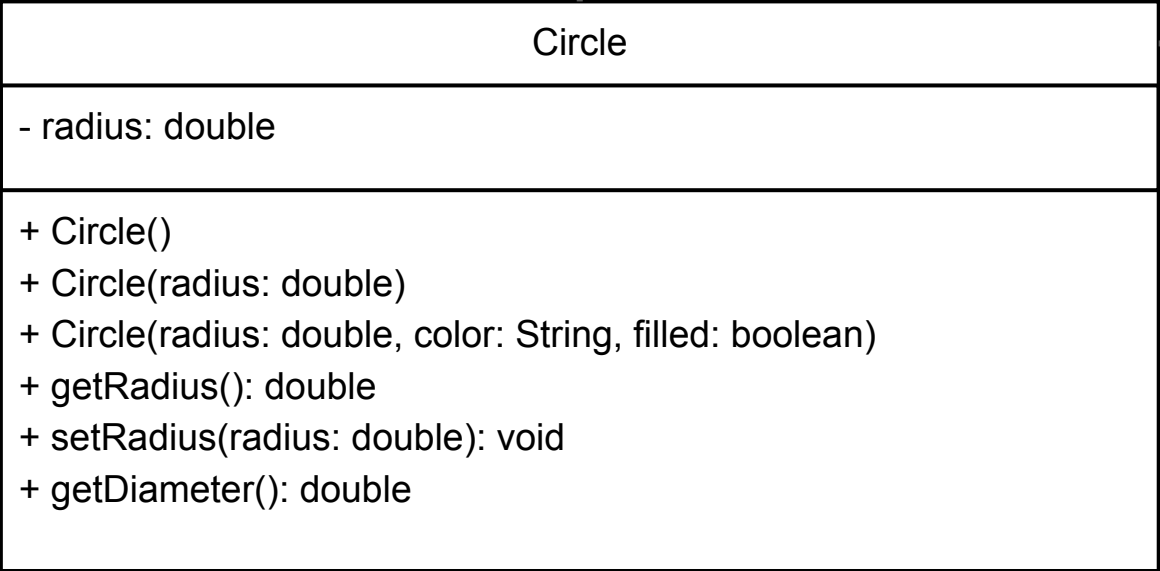 Circle
- radius: double
+ Circle()
+ Circle(radius: double)
+ Circle(radius: double, color: String, filled: boolean)
+ getRadius(): double
+ setRadius(radius: double): void
+ getDiameter(): double